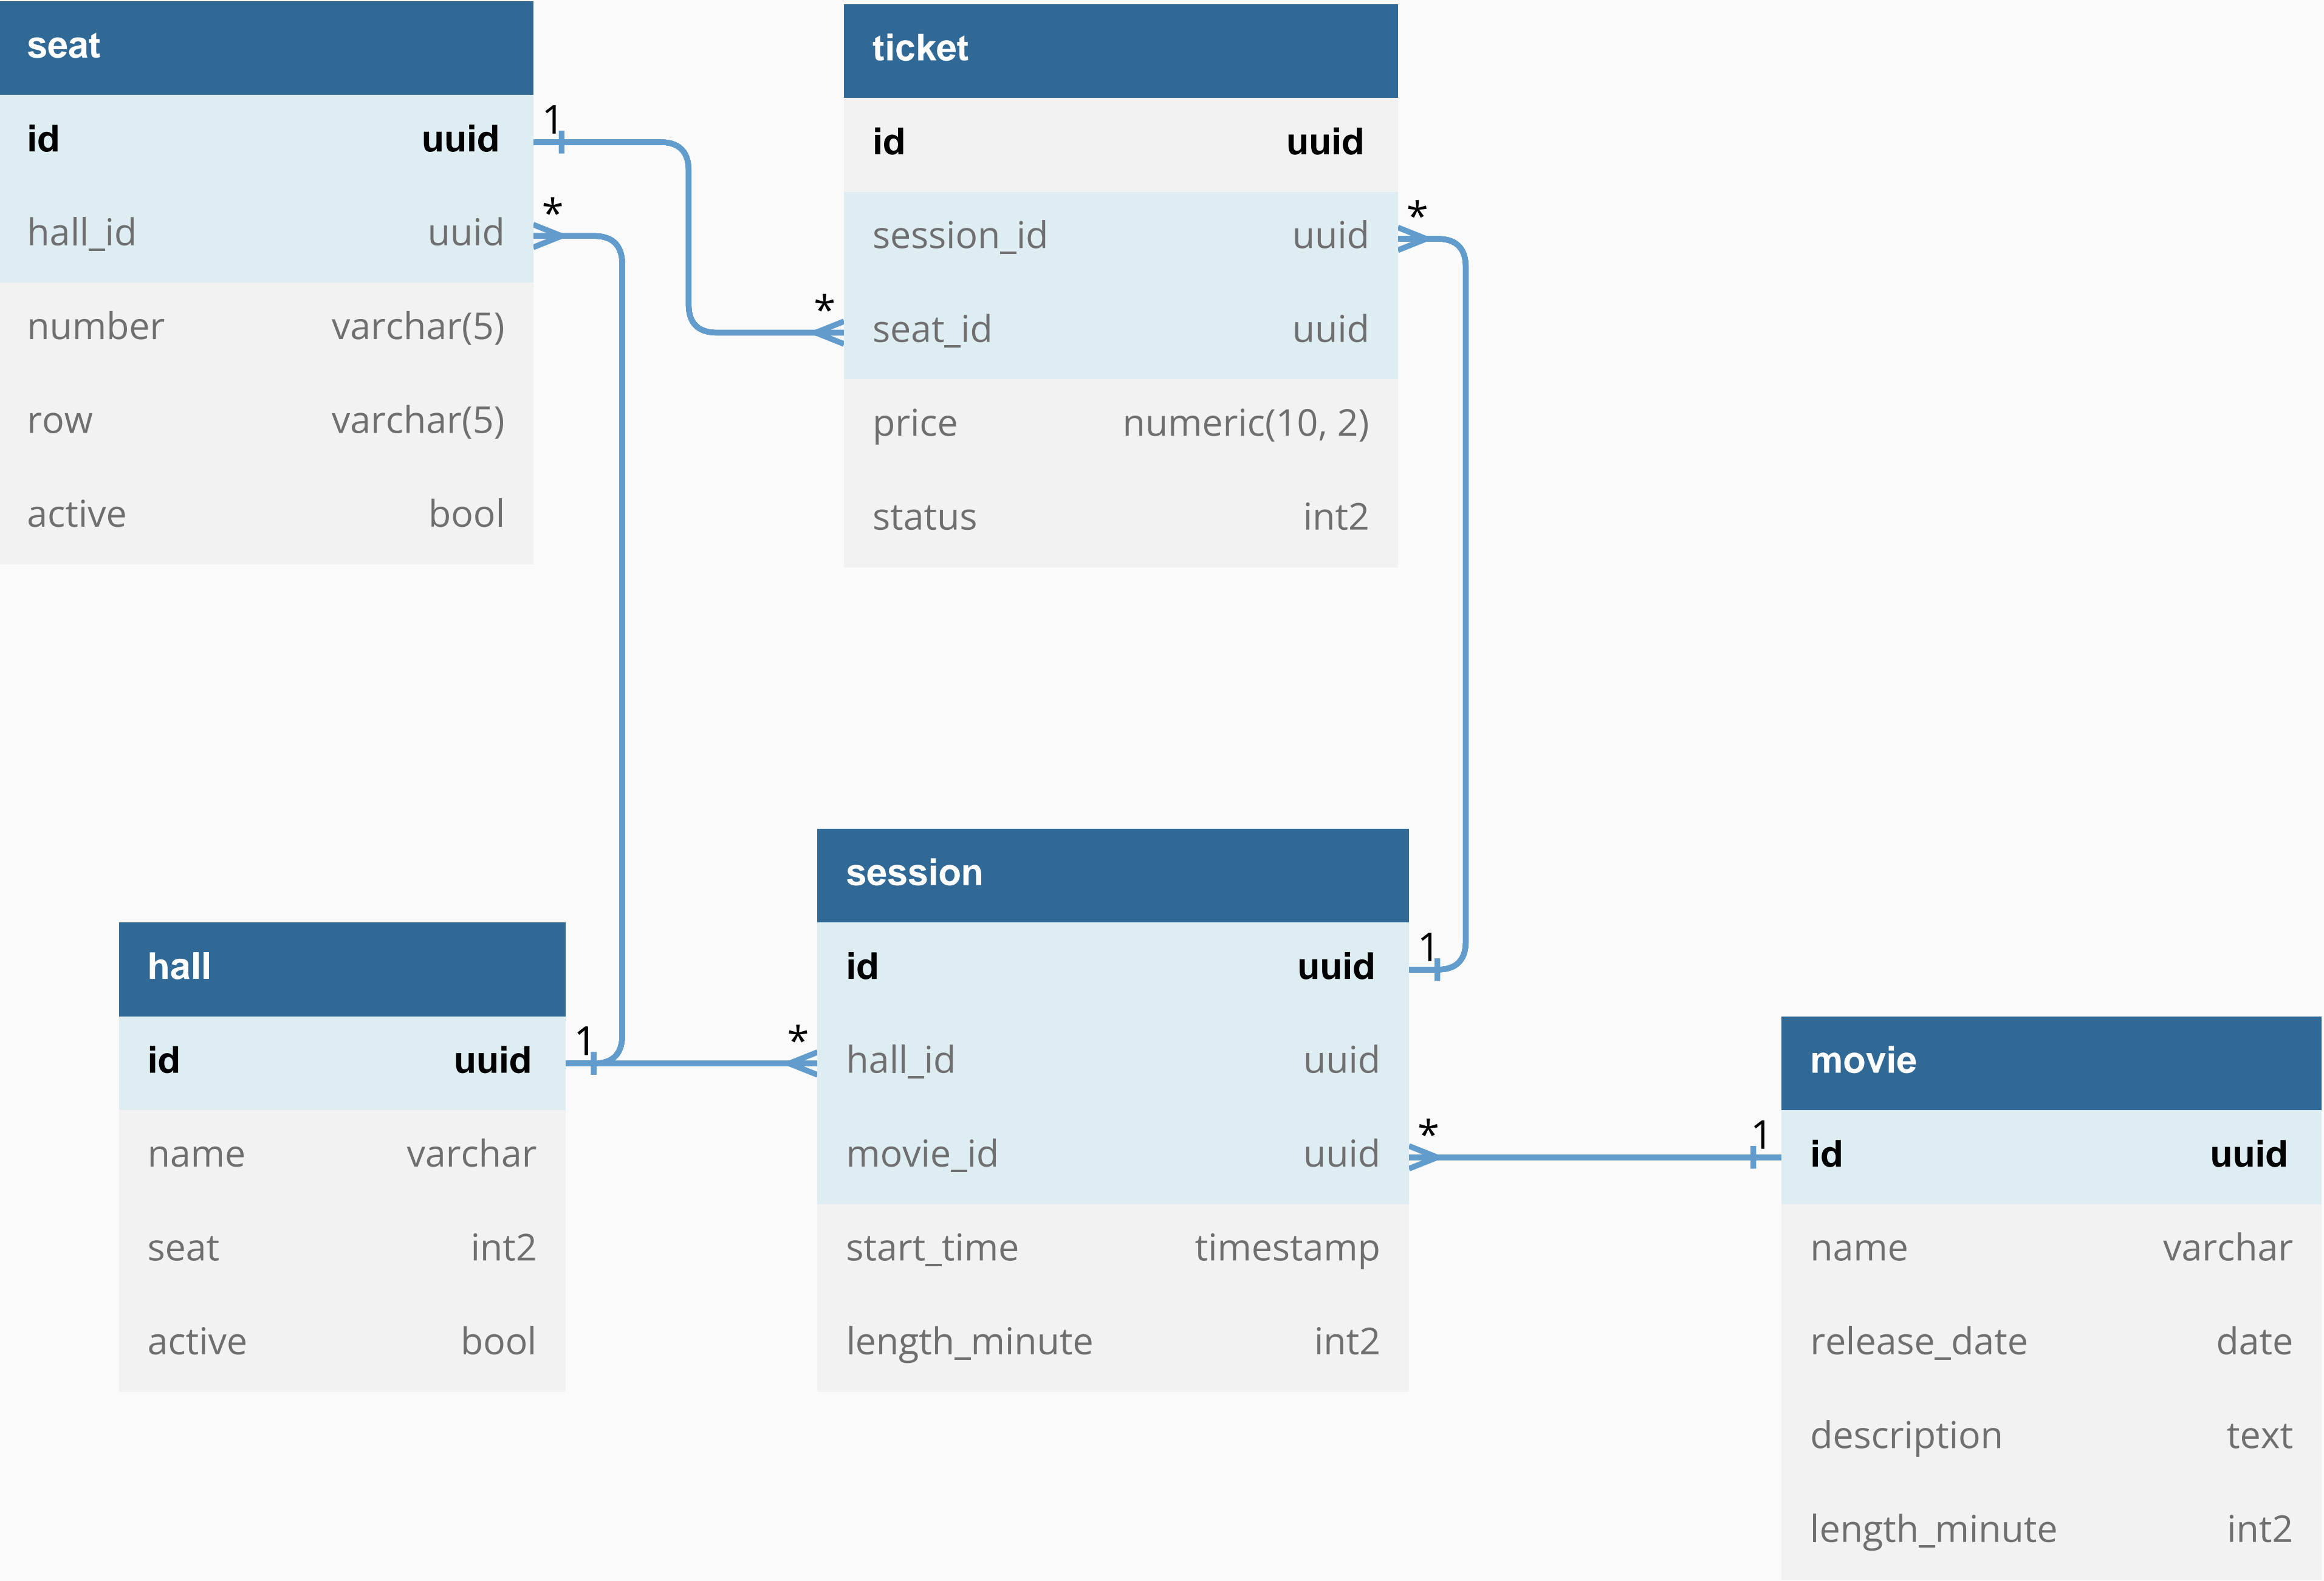 seat
id uuid
hall_id uuid
number varchar(5)
row varchar(5)
active bool
1
*
*
ticket
id uuid
session_id uuid
seat_id uuid
price numeric(10, 2)
status int2
*
hall
id uuid
name varchar
seat int2
active bool
1
*
session
id uuid
hall_id uuid
movie_id uuid
start_time timestamp
length_minute int2
1
*
1
movie
id uuid
name varchar
release_date date
description text
length_minute int2